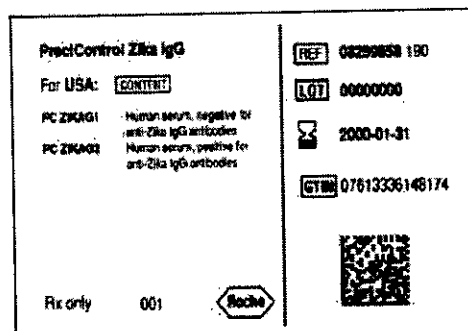 PreciControl Zika IgG
For USA: CONTENT
PC ZIKAG1 Human serum, negative for
anti-Zika IgG antibodies
PC ZIKAG2 Human serum, positive for
anti-Zika IgG antibodies
Rx only 001 Roche
REF 08299858 190
LOT 00000000
2000-01-31
GTIN 07613336148174